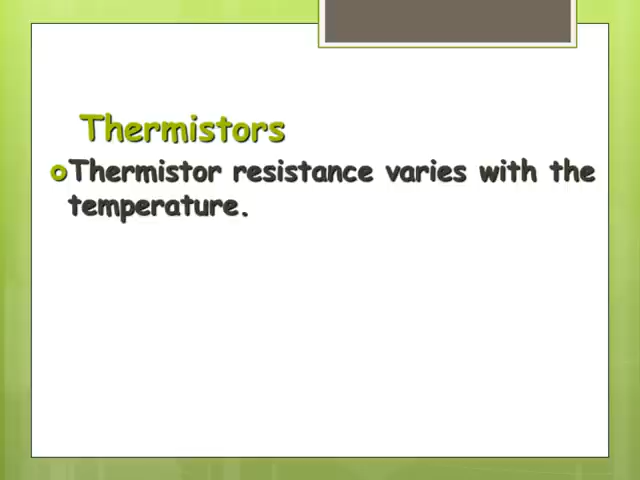 Thermistors
Thermistor resistance varies with the
temperature.